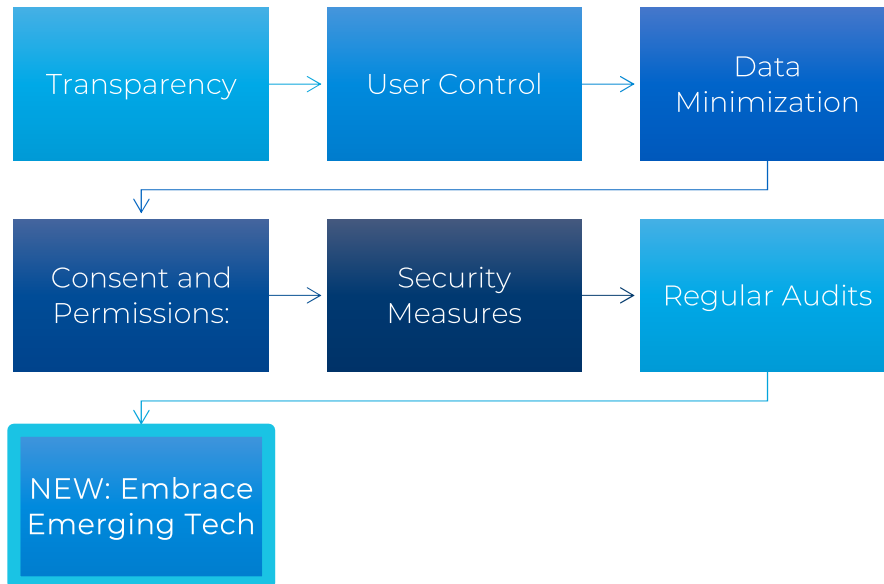 Transparency
User Control
Data
Minimization
Consent and
Permissions:
Security
Measures
Regular Audits
NEW: Embrace
Emerging Tech